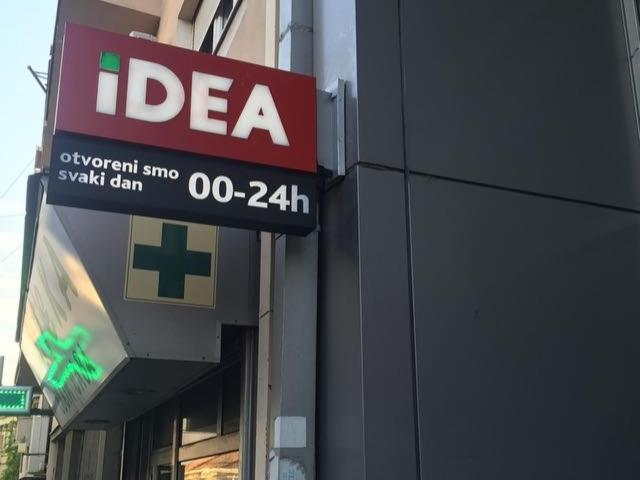 iDEA
otvoreni smo
svaki dan
00-24h